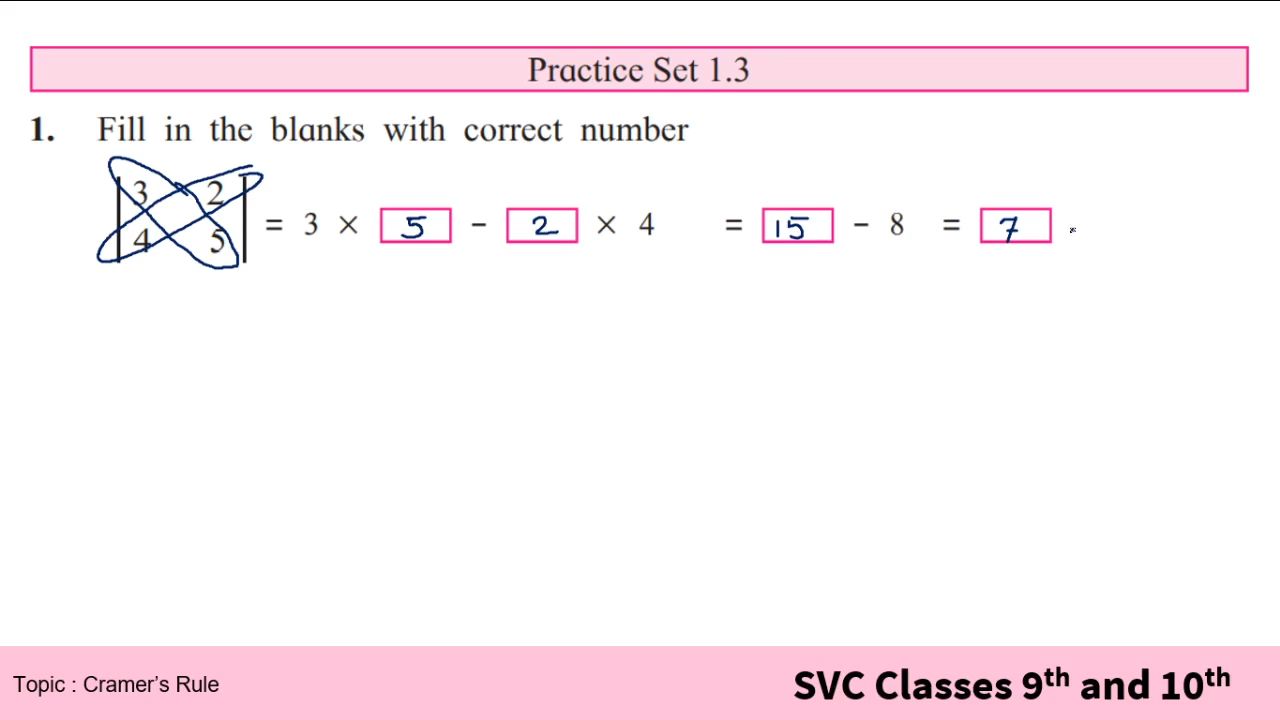 Practice Set 1.3
1. Fill in the blanks with correct number
| 3 2 |
| 4 5 | = 3 × 5 - 2 × 4 = 15 - 8 = 7
Topic : Cramer's Rule
SVC Classes 9th and 10th